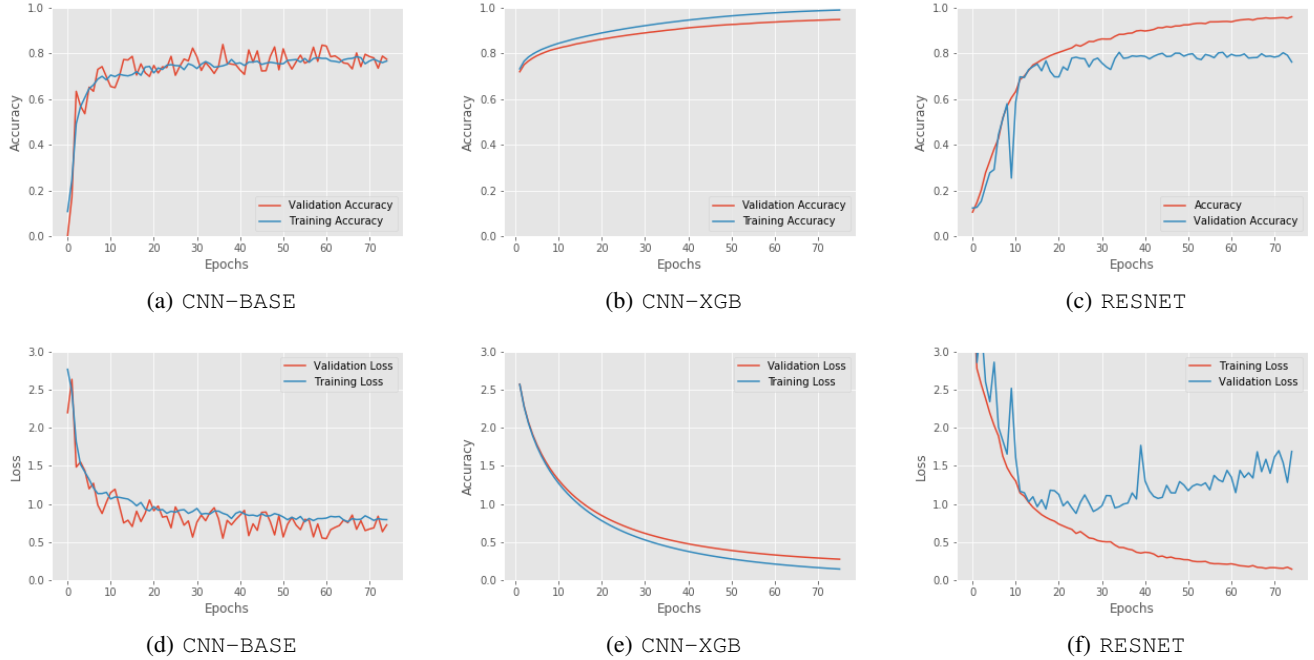 1.0
0.8
0.6
0.4
0.2
0.0
Accuracy
0 10 20 30 40 50 60 70
Epochs
Validation Accuracy
Training Accuracy
(a) CNN-BASE
1.0
0.8
0.6
0.4
0.2
0.0
Accuracy
0 10 20 30 40 50 60 70
Epochs
Validation Accuracy
Training Accuracy
(b) CNN-XGB
1.0
0.8
0.6
0.4
0.2
0.0
Accuracy
0 10 20 30 40 50 60 70
Epochs
Accuracy
Validation Accuracy
(c) RESNET
3.0
2.5
2.0
1.5
1.0
0.5
0.0
Loss
0 10 20 30 40 50 60 70
Epochs
Validation Loss
Training Loss
(d) CNN-BASE
3.0
2.5
2.0
1.5
1.0
0.5
0.0
Accuracy
0 10 20 30 40 50 60 70
Epochs
Validation Loss
Training Loss
(e) CNN-XGB
3.0
2.5
2.0
1.5
1.0
0.5
0.0
Loss
0 10 20 30 40 50 60 70
Epochs
Training Loss
Validation Loss
(f) RESNET